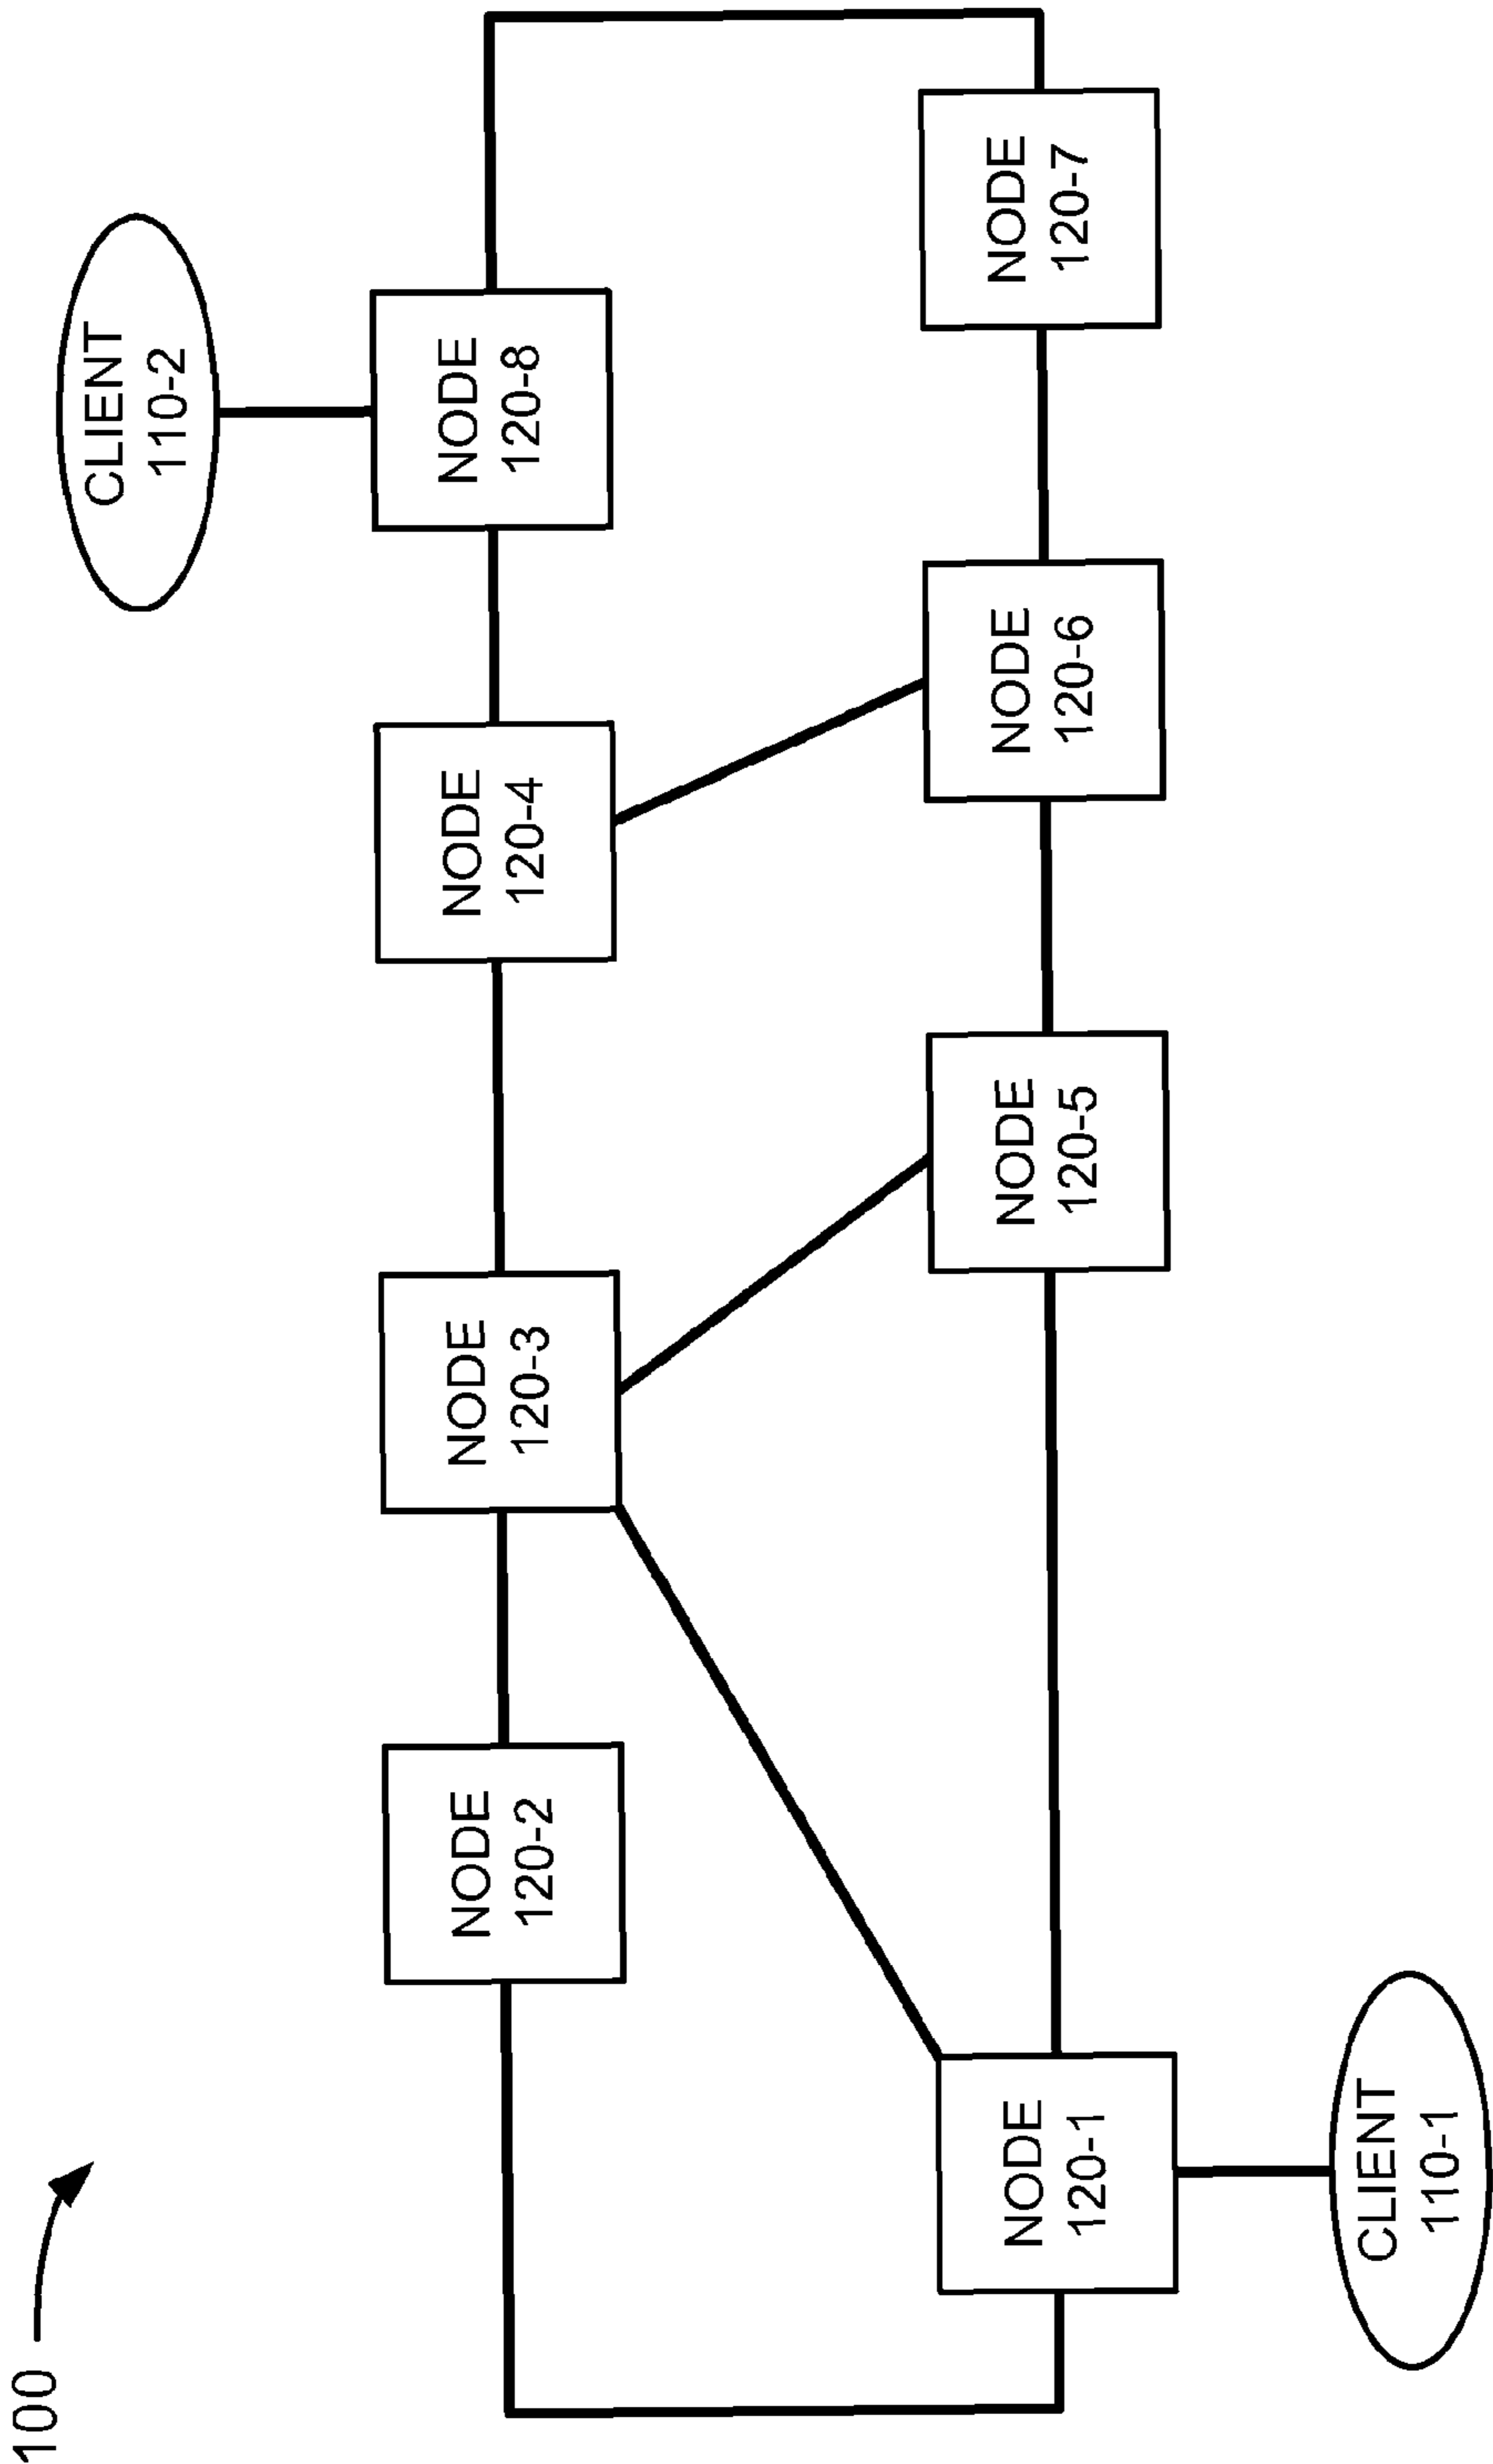 100
CLIENT
110-2
NODE
120-2
NODE
120-3
NODE
120-4
NODE
120-8
NODE
120-1
NODE
120-5
NODE
120-6
NODE
120-7
CLIENT
110-1